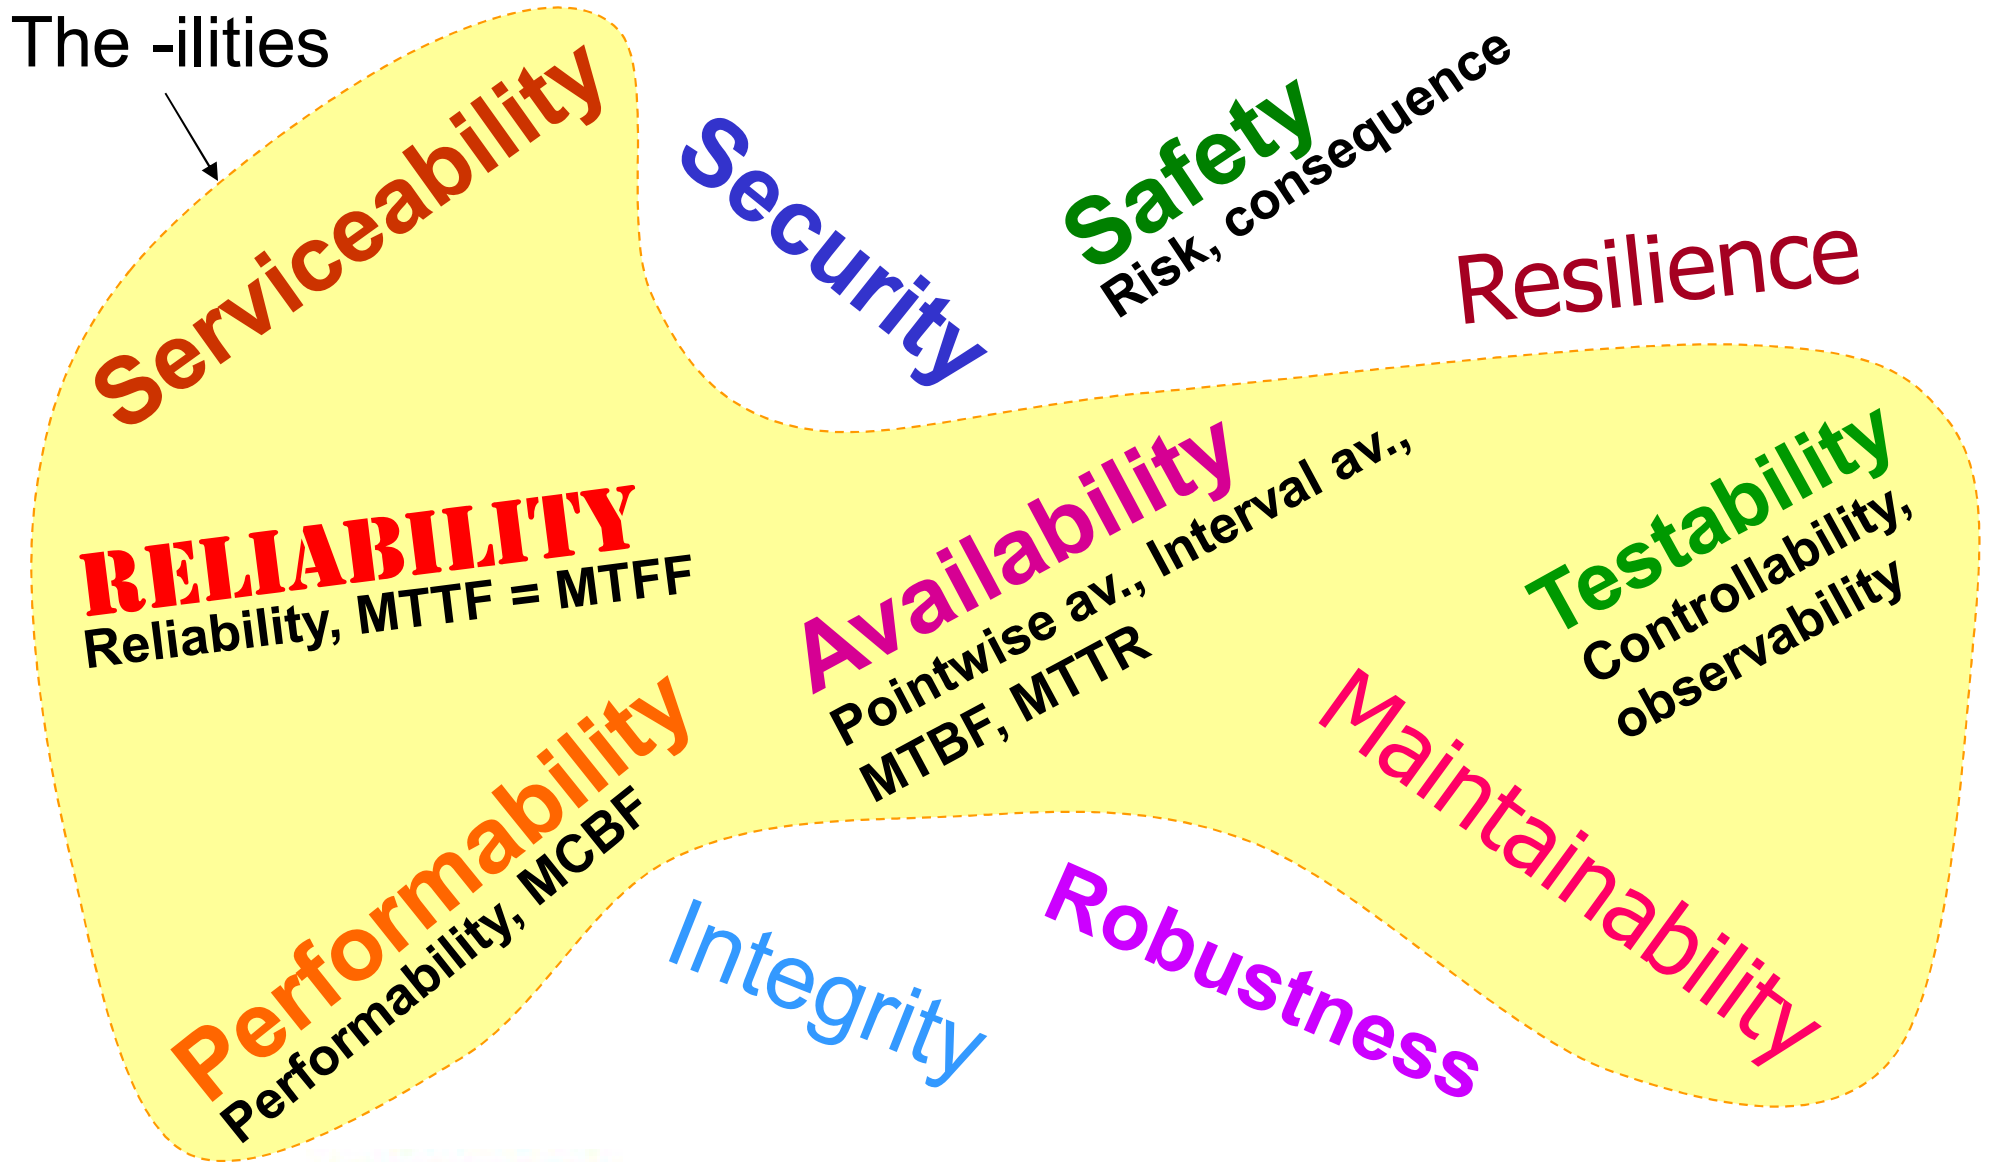 The -ilities
Serviceability
Security
Safety
Risk, consequence
Resilience
RELIABILITY
Reliability, MTTF = MTFF
Availability
Pointwise av., Interval av.,
MTBF, MTTR
Testability
Controllability,
observability
Maintainability
Performability
Performability, MCBF
Integrity
Robustness